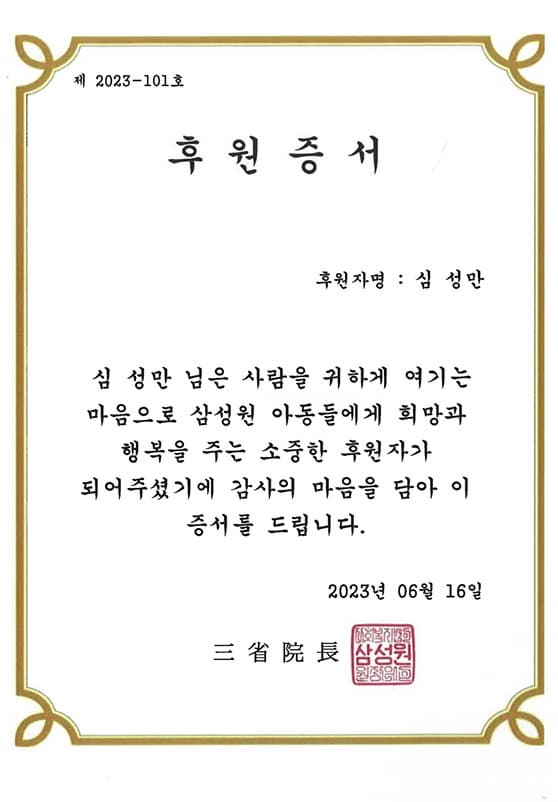 제 2023-101호
후 원 증 서
후원자명 : 심 성만
심 성만 님은 사람을 귀하게 여기는
마음으로 삼성원 아동들에게 희망과
행복을 주는 소중한 후원자가
되어주셨기에 감사의 마음을 담아 이
증서를 드립니다.
2023년 06월 16일
三 省 院 長
삼성원